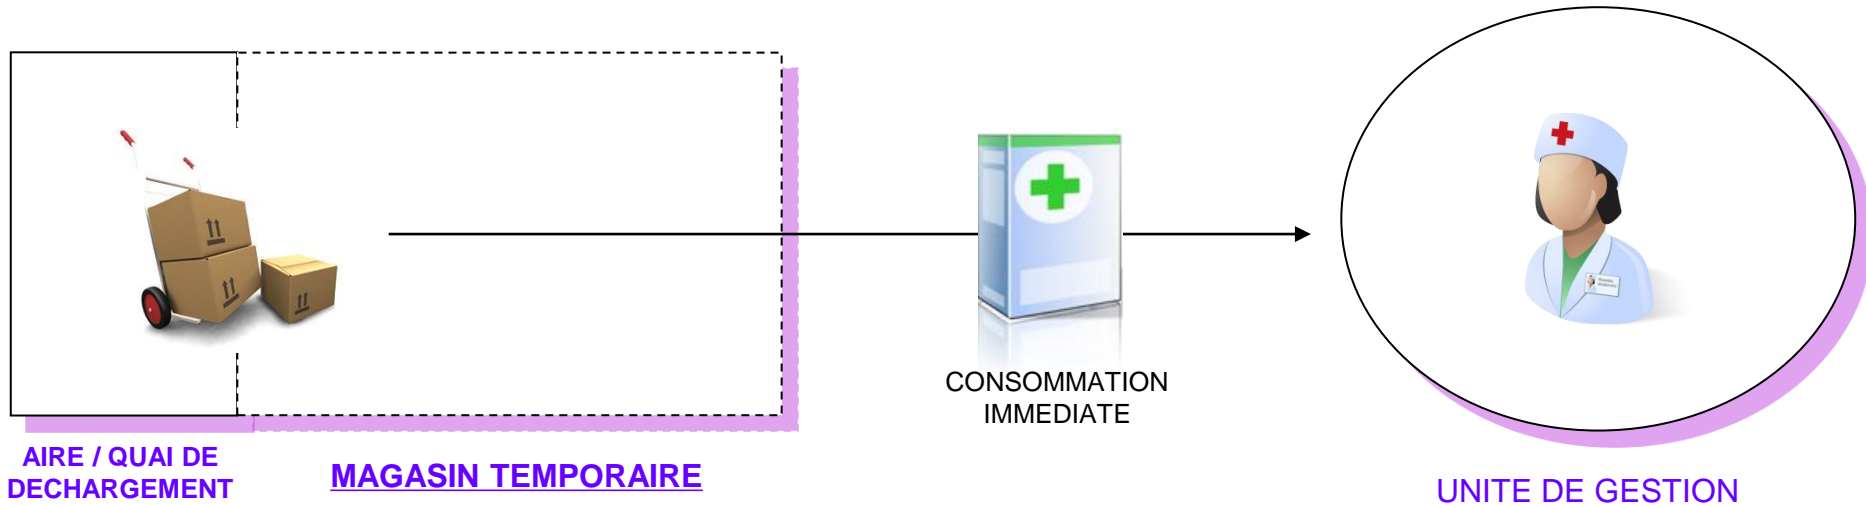 CONSOMMATION
IMMEDIATE
AIRE / QUAI DE
DECHARGEMENT
MAGASIN TEMPORAIRE
UNITE DE GESTION